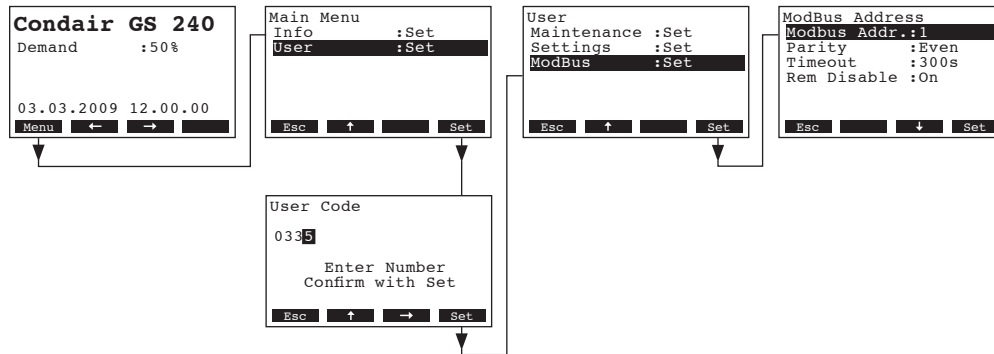 Condair GS 240
Demand :50%
03.03.2009 12.00.00
Menu ← →
Main Menu
Info :Set
User :Set
Esc ↑ Set
User Code
0335
Enter Number
Confirm with Set
Esc ↑ → Set
User
Maintenance :Set
Settings :Set
ModBus :Set
Esc ↑ Set
ModBus Address
Modbus Addr.:1
Parity :Even
Timeout :300s
Rem Disable :On
Esc ↓ Set